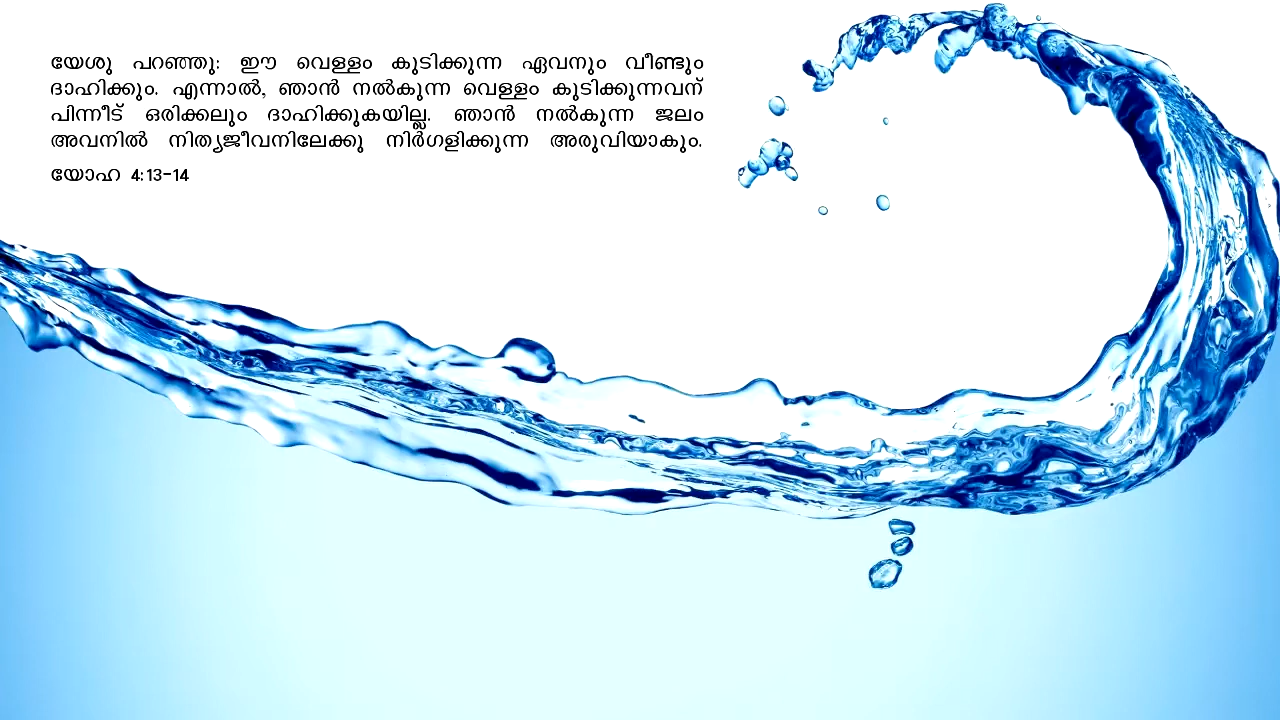 യേശു പറഞ്ഞു: ഈ വെള്ളം കുടിക്കുന്ന ഏവനും വീണ്ടും
ദാഹിക്കും. എന്നാൽ, ഞാൻ നൽകുന്ന വെള്ളം കുടിക്കുന്നവന്
പിന്നീട് ഒരിക്കലും ദാഹിക്കുകയില്ല. ഞാൻ നൽകുന്ന ജലം
അവനിൽ നിത്യജീവനിലേക്കു നിർഗളിക്കുന്ന അരുവിയാകും.
യോഹ 4:13-14